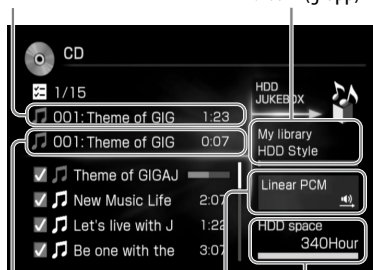 CD
1/15
HDD
JUKEBOX
001: Theme of GIG 1:23
My library
HDD Style
001: Theme of GIG 0:07
Theme of GIGAJ
Linear PCM
New Music Life 2:07
Let's live with J 1:22
HDD space
340Hour
Be one with the 3:07